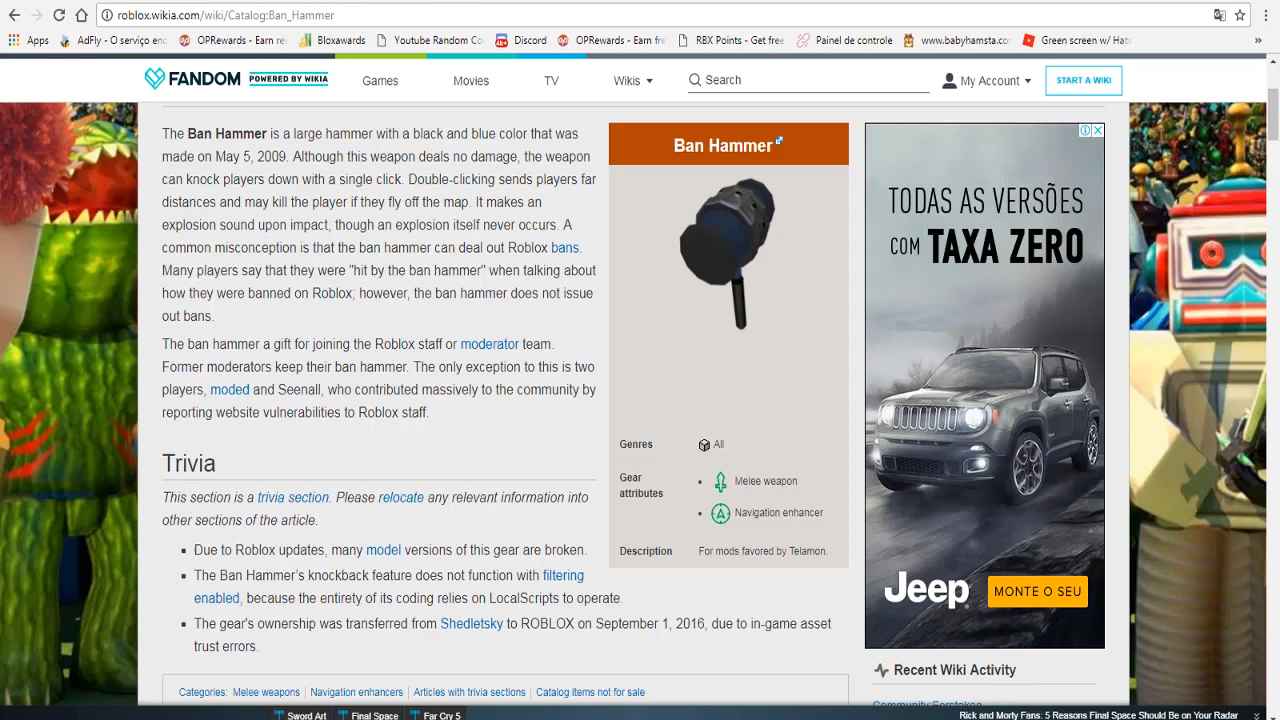 roblox.wikia.com/wiki/Catalog:Ban_Hammer
Apps
AdFly - O serviço en
OPRewards - Earn re
Bloxawards
Youtube Random Co
Discord
OPRewards - Earn fre
RBX Points - Get free
Painel de controle
www.babyhamsta.co
Green screen w/ Hats
»
FANDOM
POWERED BY WIKIA
Games
Movies
TV
Wikis
Search
My Account
START A WIKI
The Ban Hammer is a large hammer with a black and blue color that was
made on May 5, 2009. Although this weapon deals no damage, the weapon
can knock players down with a single click. Double-clicking sends players far
distances and may kill the player if they fly off the map. It makes an
explosion sound upon impact, though an explosion itself never occurs. A
common misconception is that the ban hammer can deal out Roblox bans.
Many players say that they were "hit by the ban hammer" when talking about
how they were banned on Roblox; however, the ban hammer does not issue
out bans.
The ban hammer a gift for joining the Roblox staff or moderator team.
Former moderators keep their ban hammer. The only exception to this is two
players, moded and Seenall, who contributed massively to the community by
reporting website vulnerabilities to Roblox staff.
Trivia
This section is a trivia section. Please relocate any relevant information into
other sections of the article.
Due to Roblox updates, many model versions of this gear are broken.
The Ban Hammer's knockback feature does not function with filtering
enabled, because the entirety of its coding relies on LocalScripts to operate.
The gear's ownership was transferred from Shedletsky to ROBLOX on September 1, 2016, due to in-game asset
trust errors.
Categories: Melee weapons | Navigation enhancers | Articles with trivia sections | Catalog items not for sale
Ban Hammer
Genres All
Gear attributes
Melee weapon
Navigation enhancer
Description For mods favored by Telamon.
TODAS AS VERSÕES
COM TAXA ZERO
Jeep
MONTE O SEU
Recent Wiki Activity
Sword Art
Final Space
Far Cry 5
Rick and Morty Fans: 5 Reasons Final Space Should Be on Your Radar